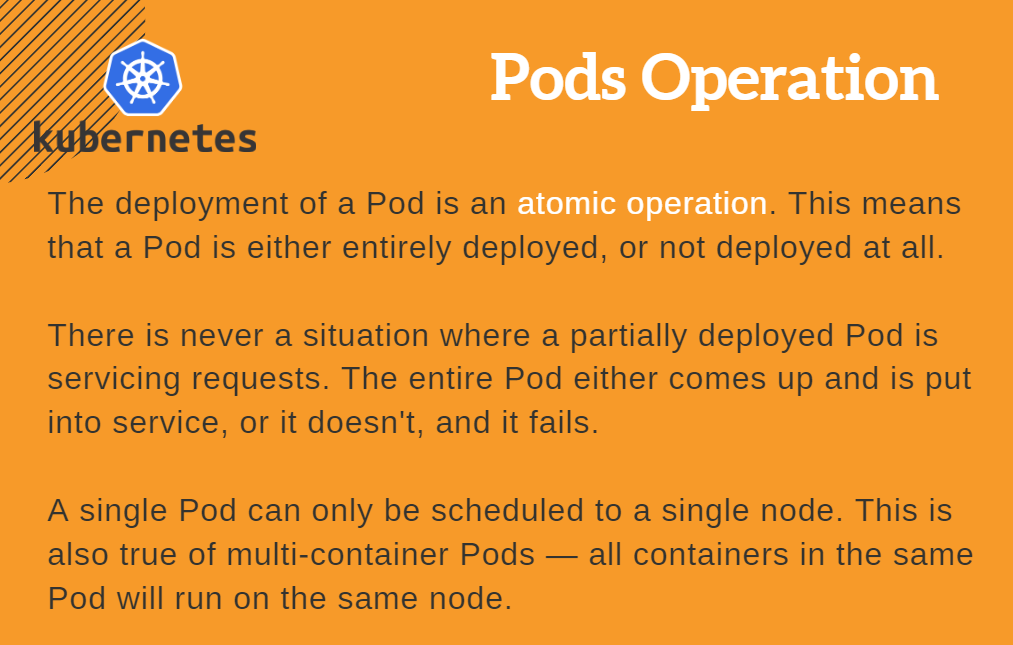 kubernetes
Pods Operation
The deployment of a Pod is an atomic operation. This means
that a Pod is either entirely deployed, or not deployed at all.
There is never a situation where a partially deployed Pod is
servicing requests. The entire Pod either comes up and is put
into service, or it doesn't, and it fails.
A single Pod can only be scheduled to a single node. This is
also true of multi-container Pods — all containers in the same
Pod will run on the same node.